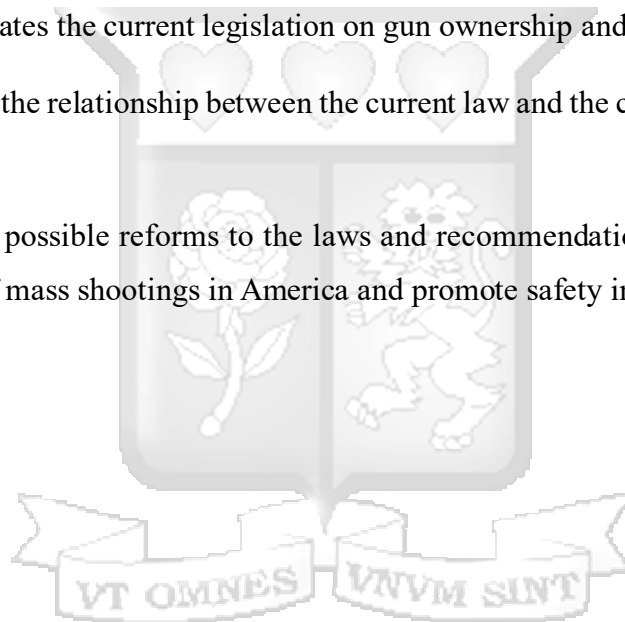 ates the current legislation on gun ownership and
the relationship between the current law and the c
possible reforms to the laws and recommendatio
mass shootings in America and promote safety in
VT OMNES VNVM SINT